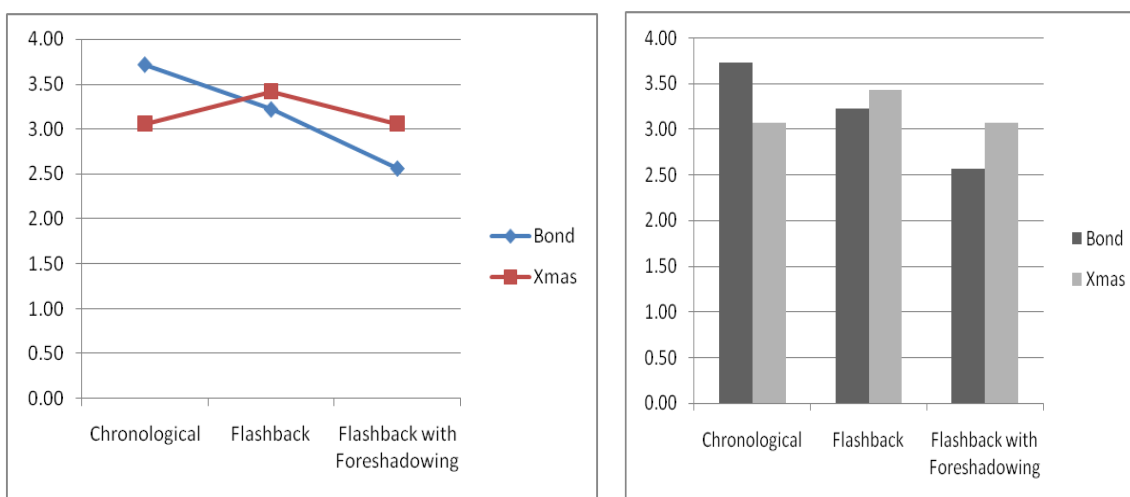 4.00
3.50
3.00
2.50
2.00
1.50
1.00
0.50
0.00
Chronological
Flashback
Flashback with
Foreshadowing
Bond
Xmas
4.00
3.50
3.00
2.50
2.00
1.50
1.00
0.50
0.00
Chronological
Flashback
Flashback with
Foreshadowing
Bond
Xmas